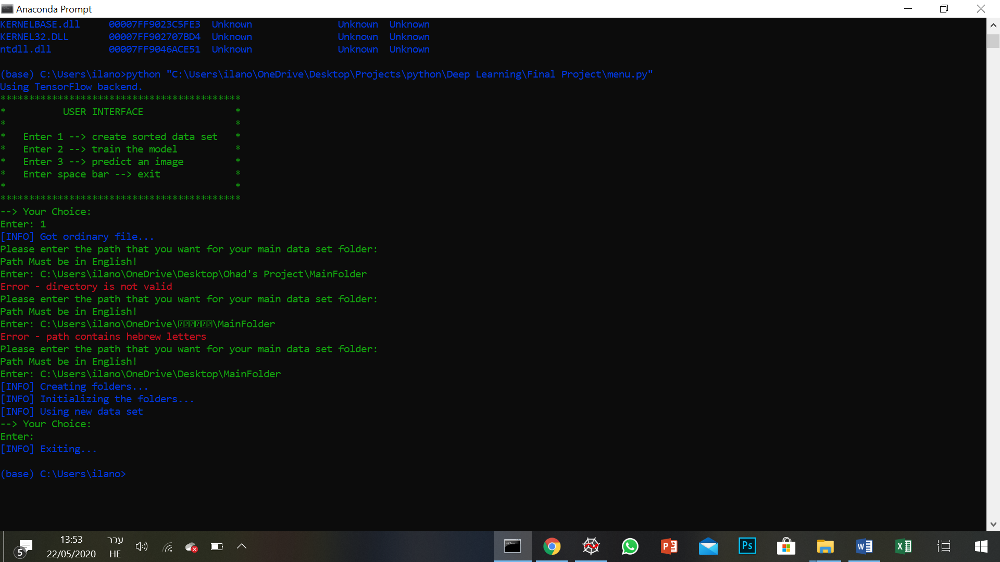 Anaconda Prompt
KERNELBASE.dll 00007FF9023C5FE3 Unknown Unknown Unknown
KERNEL32.DLL 00007FF902707BD4 Unknown Unknown Unknown
ntdll.dll 00007FF9046ACE51 Unknown Unknown Unknown
(base) C:\Users\ilano>python "C:\Users\ilano\OneDrive\Desktop\Projects\python\Deep Learning\Final Project\menu.py"
Using TensorFlow backend.
******************************************
* USER INTERFACE *
* *
* Enter 1 --> create sorted data set *
* Enter 2 --> train the model *
* Enter 3 --> predict an image *
* Enter space bar --> exit *
* *
******************************************
--> Your Choice:
Enter: 1
[INFO] Got ordinary file...
Please enter the path that you want for your main data set folder:
Path Must be in English!
Enter: C:\Users\ilano\OneDrive\Desktop\Ohad's Project\MainFolder
Error - directory is not valid
Please enter the path that you want for your main data set folder:
Path Must be in English!
Enter: C:\Users\ilano\OneDrive\\MainFolder
Error - path contains hebrew letters
Please enter the path that you want for your main data set folder:
Path Must be in English!
Enter: C:\Users\ilano\OneDrive\Desktop\MainFolder
[INFO] Creating folders...
[INFO] Initializing the folders...
[INFO] Using new data set
--> Your Choice:
Enter:
[INFO] Exiting...
(base) C:\Users\ilano>
5
13:53
22/05/2020
עבר
HE
Ps